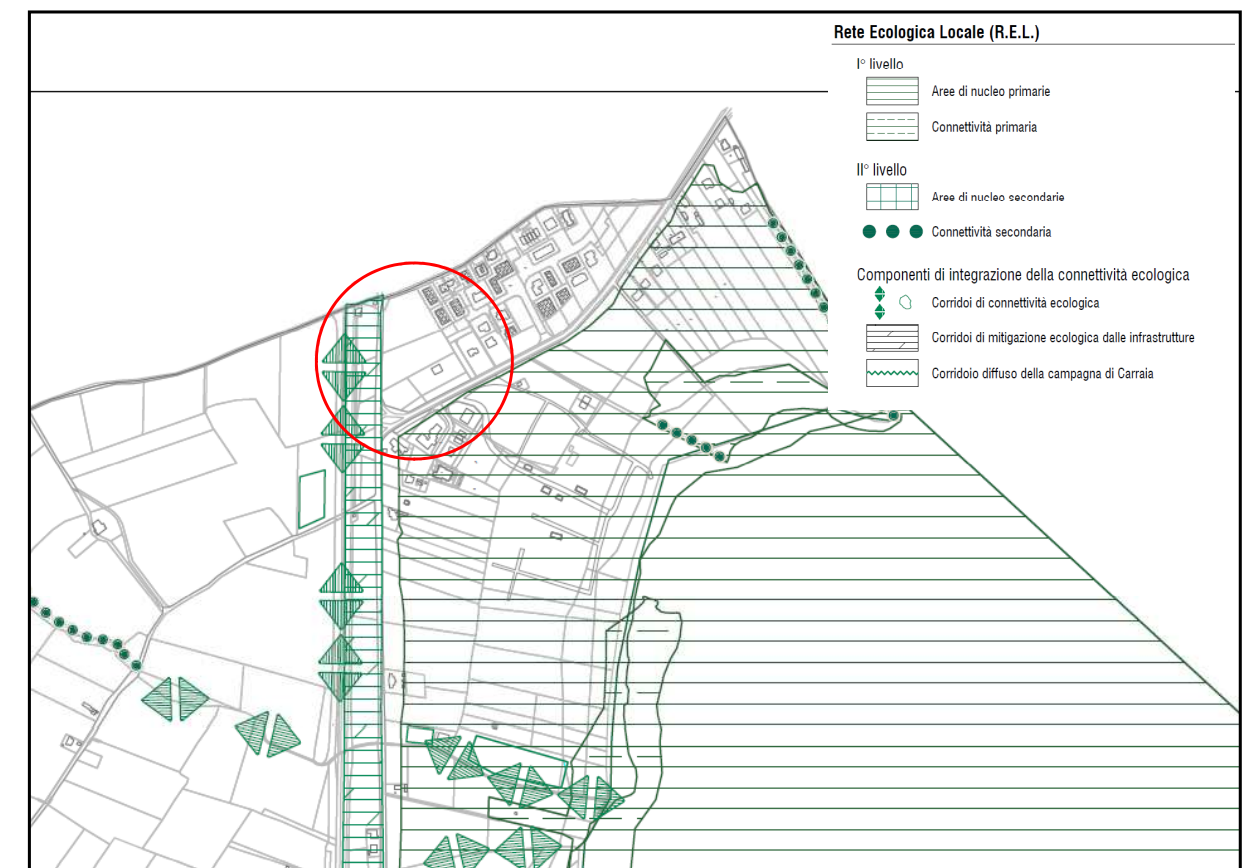 Rete Ecologica Locale (R.E.L.)
I° livello
Aree di nucleo primarie
Connettività primaria
II° livello
Aree di nucleo secondarie
Connettività secondaria
Componenti di integrazione della connettività ecologica
Corridoi di connettività ecologica
Corridoi di mitigazione ecologica dalle infrastrutture
Corridoio diffuso della campagna di Carraia